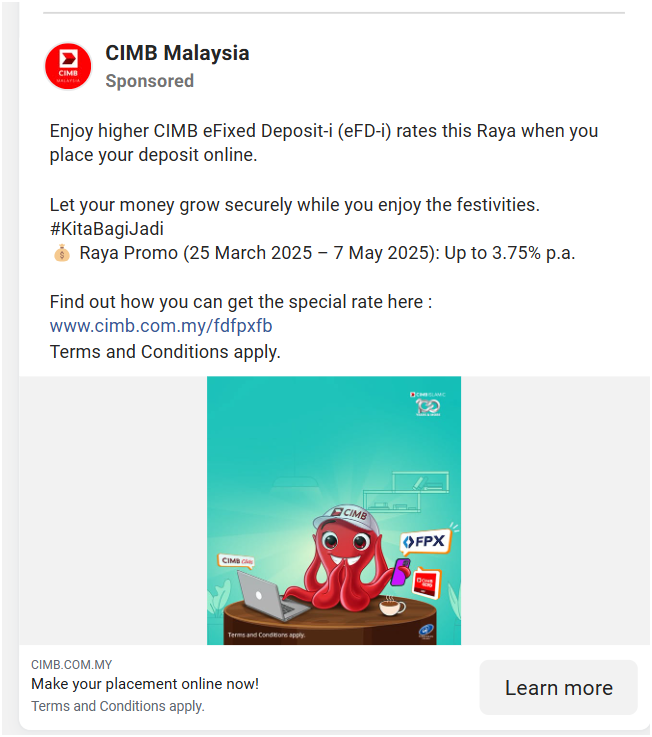 CIMB
MALAYSIA
CIMB Malaysia
Sponsored
Enjoy higher CIMB eFixed Deposit-i (eFD-i) rates this Raya when you
place your deposit online.
Let your money grow securely while you enjoy the festivities.
#KitaBagiJadi
Raya Promo (25 March 2025 – 7 May 2025): Up to 3.75% p.a.
Find out how you can get the special rate here :
www.cimb.com.my/fdfpxfb
Terms and Conditions apply.
CIMB ISLAMIC
100
CIMB
FPX
CIMB
CIMB
Terms and Conditions apply.
CIMB.COM.MY
Make your placement online now!
Learn more
Terms and Conditions apply.